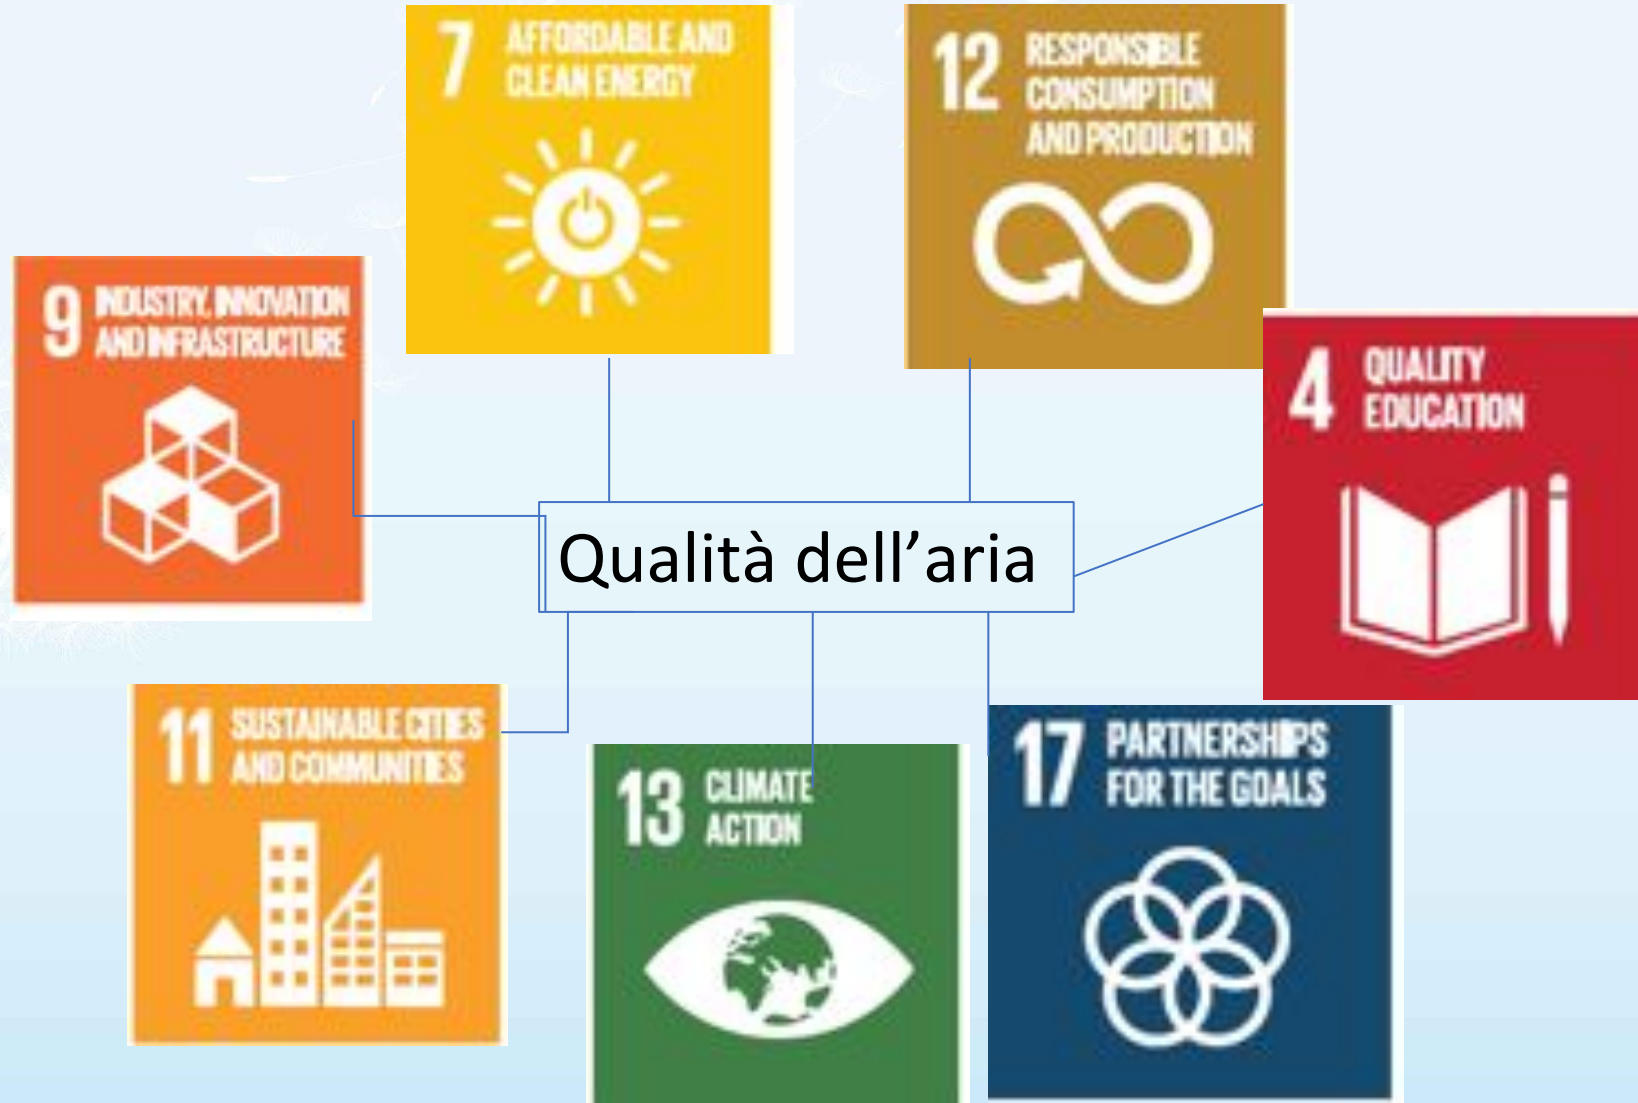 7 AFFORDABLE AND
CLEAN ENERGY
12 RESPONSIBLE
CONSUMPTION
AND PRODUCTION
9 INDUSTRY, INNOVATION
AND INFRASTRUCTURE
4 QUALITY
EDUCATION
Qualità dell’aria
11 SUSTAINABLE CITIES
AND COMMUNITIES
13 CLIMATE
ACTION
17 PARTNERSHIPS
FOR THE GOALS